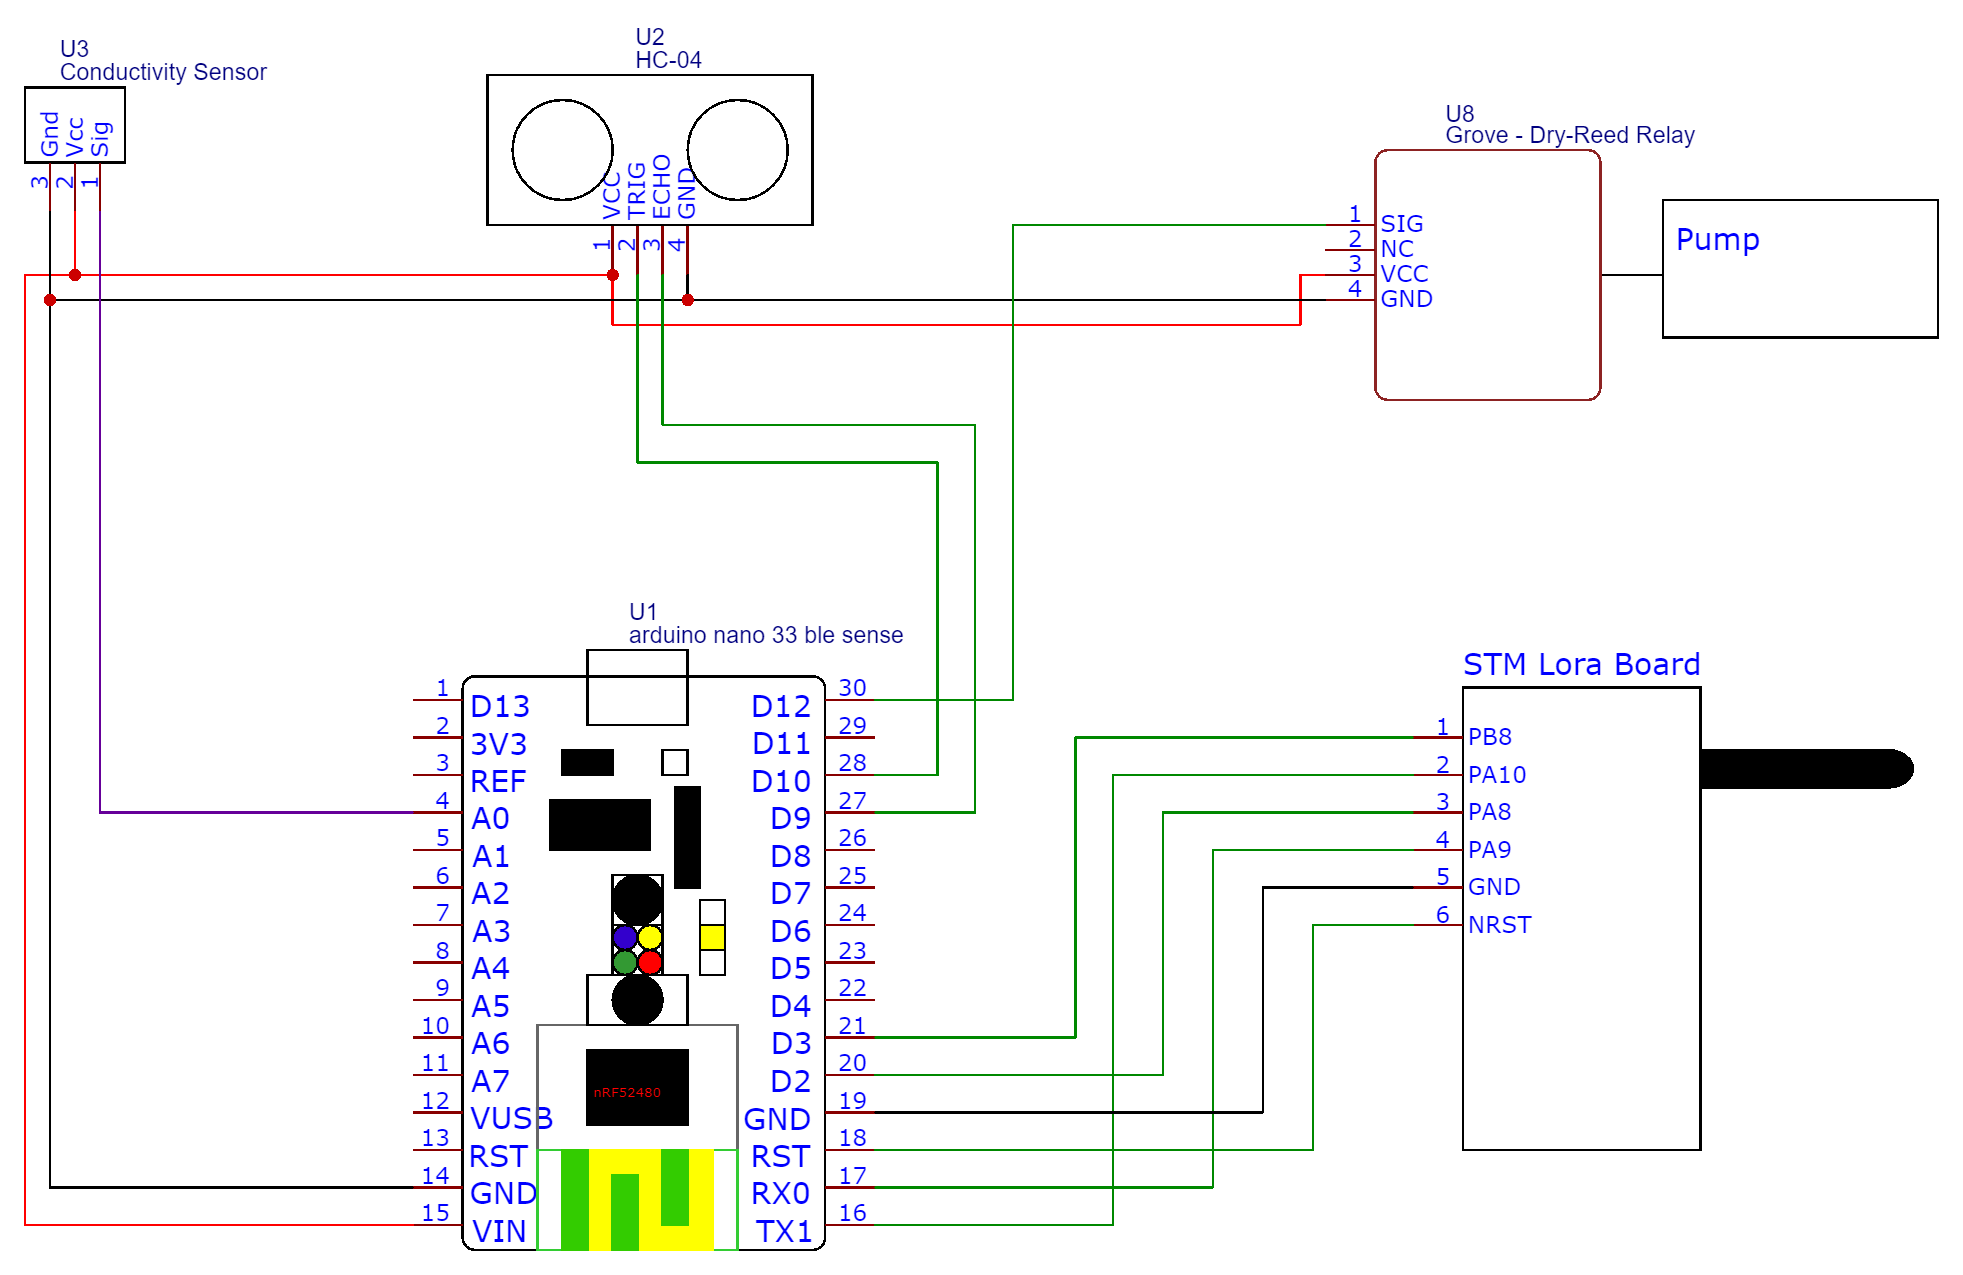 U3
Conductivity Sensor
Gnd
Vcc
Sig
3
2
1
U2
HC-04
VCC
TRIG
ECHO
GND
1
2
3
4
U8
Grove - Dry-Reed Relay
1 SIG
2 NC
3 VCC
4 GND
Pump
U1
arduino nano 33 ble sense
1 D13
2 3V3
3 REF
4 A0
5 A1
6 A2
7 A3
8 A4
9 A5
10 A6
11 A7
12 VUSB
13 RST
14 GND
15 VIN
D12 30
D11 29
D10 28
D9 27
D8 26
D7 25
D6 24
D5 23
D4 22
D3 21
D2 20
GND 19
RST 18
RX0 17
TX1 16
nRF52480
STM Lora Board
1 PB8
2 PA10
3 PA8
4 PA9
5 GND
6 NRST